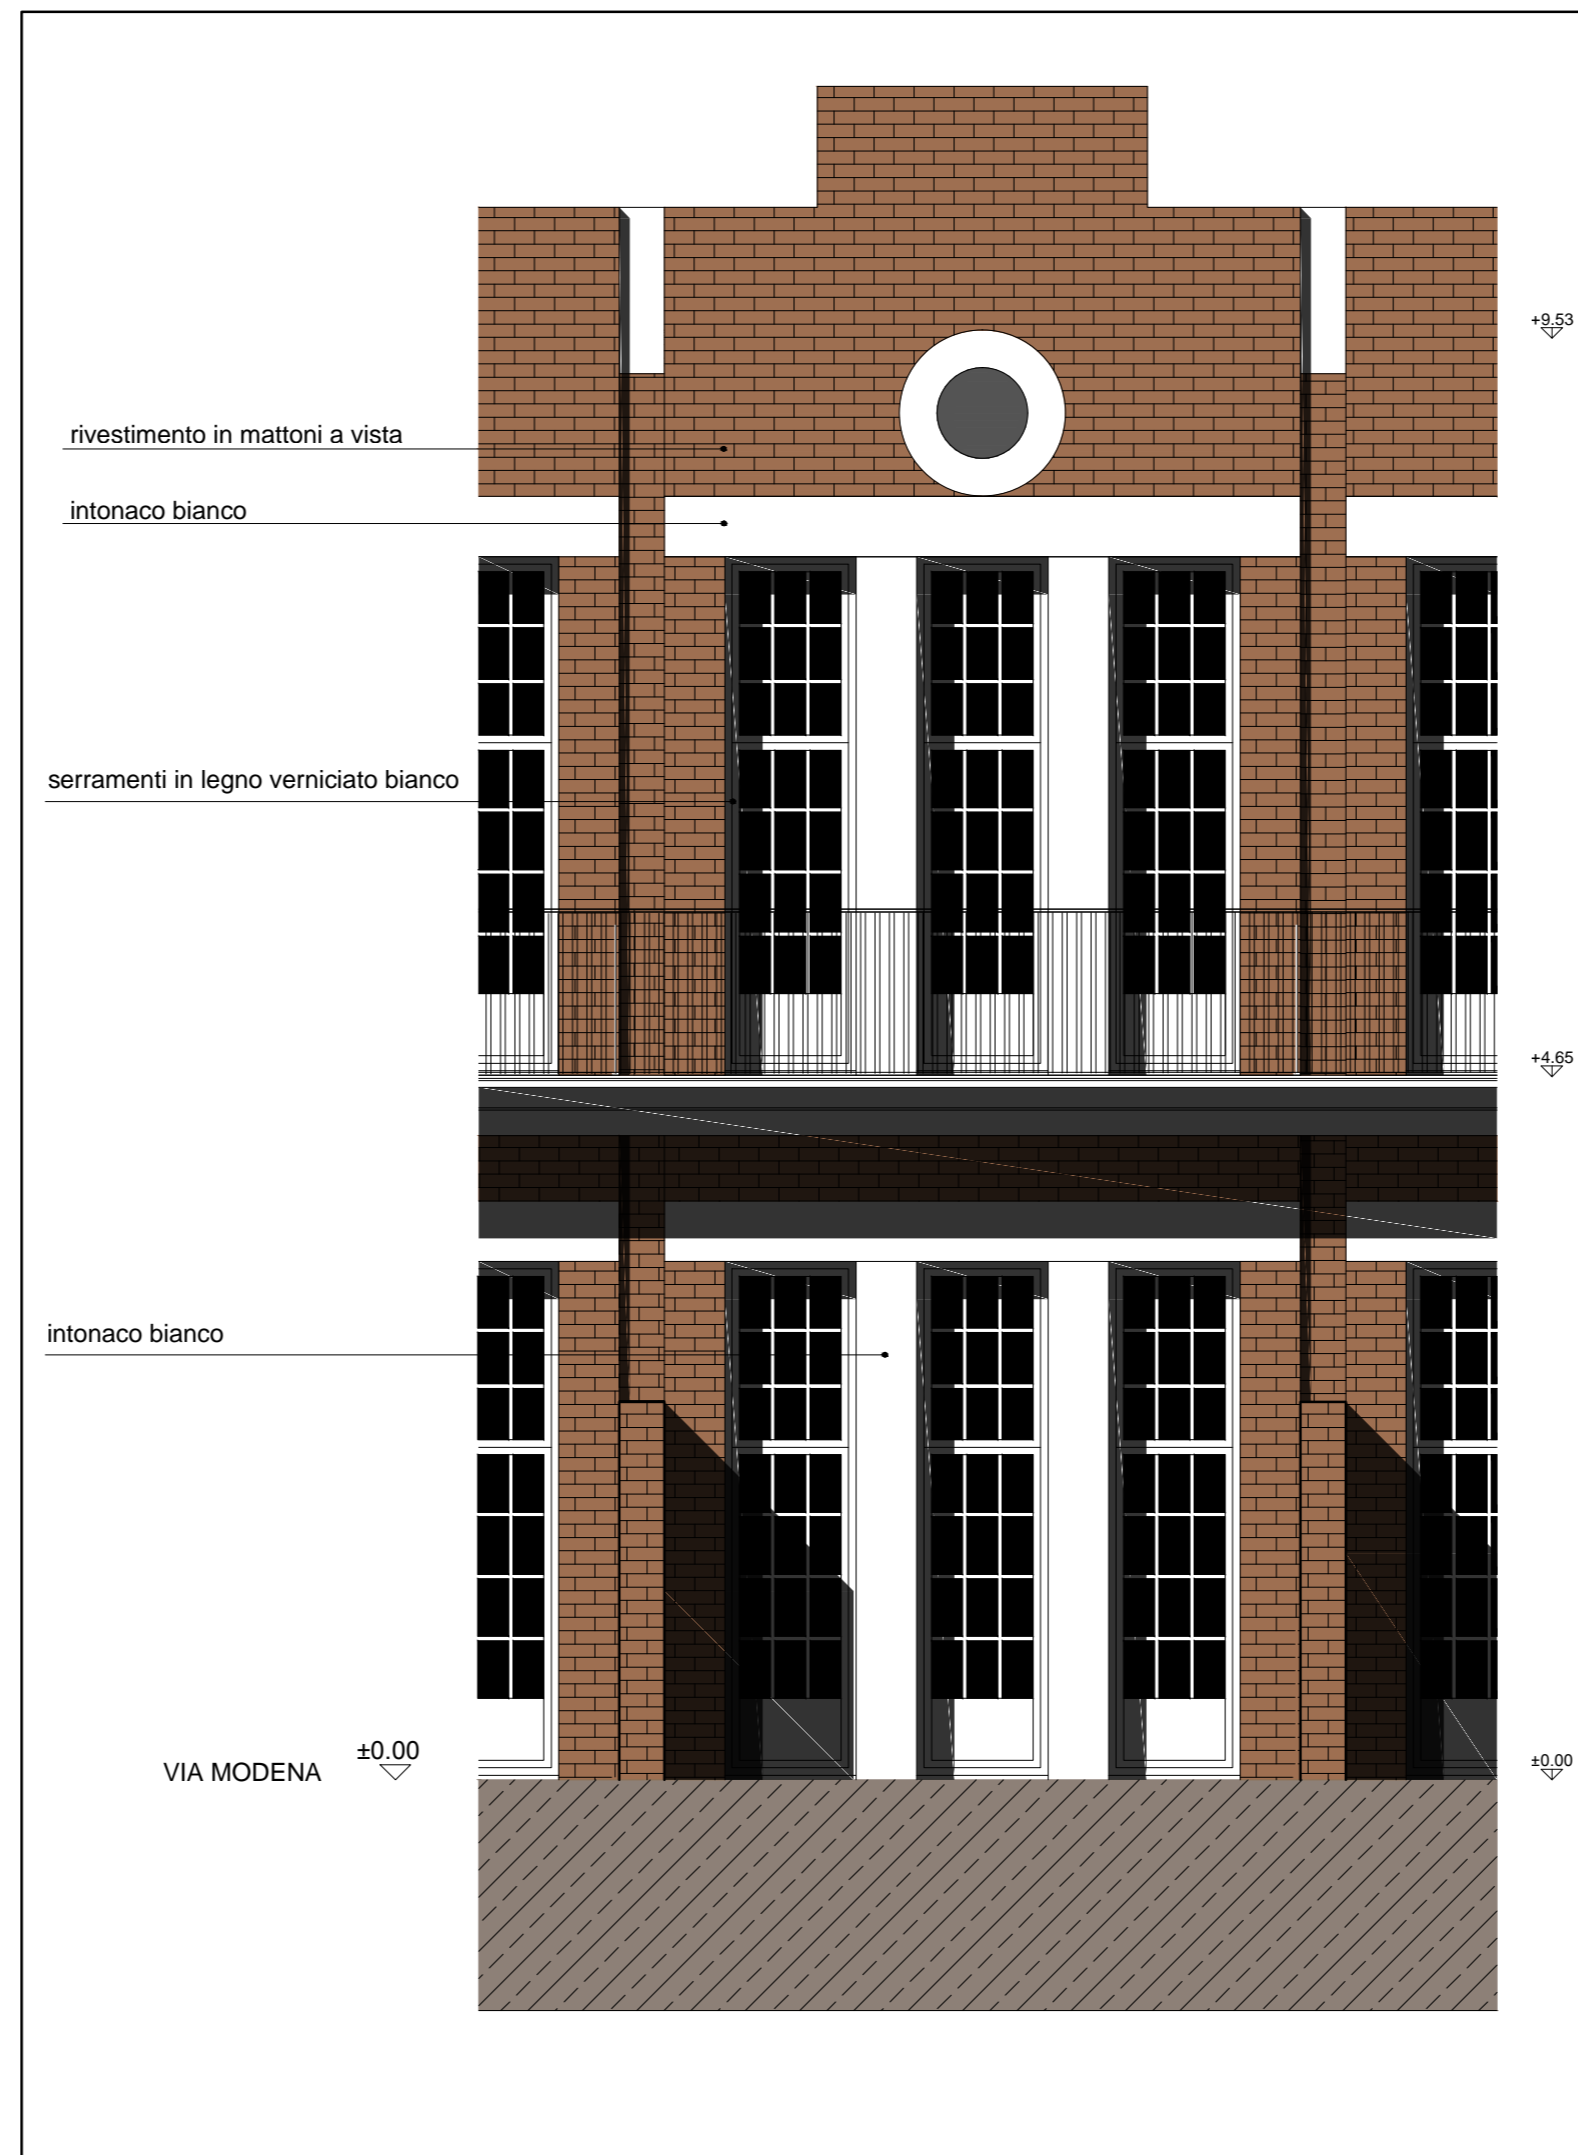 +9.53
rivestimento in mattoni a vista
intonaco bianco
serramenti in legno verniciato bianco
+4.65
intonaco bianco
VIA MODENA
±0.00
±0.00